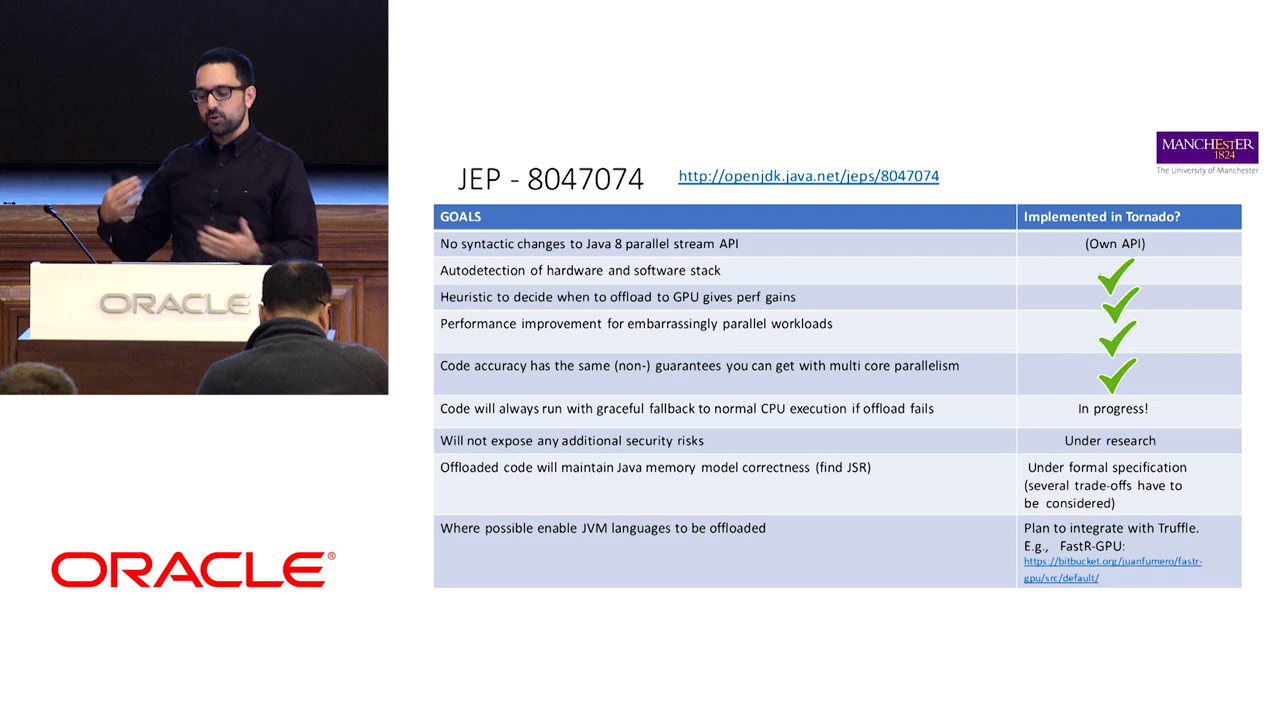 ORACLE
MANCHEstER
1824
The University of Manchester
JEP - 8047074
http://openjdk.java.net/jeps/8047074
GOALS
Implemented in Tornado?
No syntactic changes to Java 8 parallel stream API
(Own API)
Autodetection of hardware and software stack
Heuristic to decide when to offload to GPU gives perf gains
Performance improvement for embarrassingly parallel workloads
Code accuracy has the same (non-) guarantees you can get with multi core parallelism
Code will always run with graceful fallback to normal CPU execution if offload fails
In progress!
Will not expose any additional security risks
Under research
Offloaded code will maintain Java memory model correctness (find JSR)
Under formal specification
(several trade-offs have to
be considered)
Where possible enable JVM languages to be offloaded
Plan to integrate with Truffle.
E.g., FastR-GPU:
https://bitbucket.org/juanfumero/fastr-
gpu/src/default/
ORACLE®